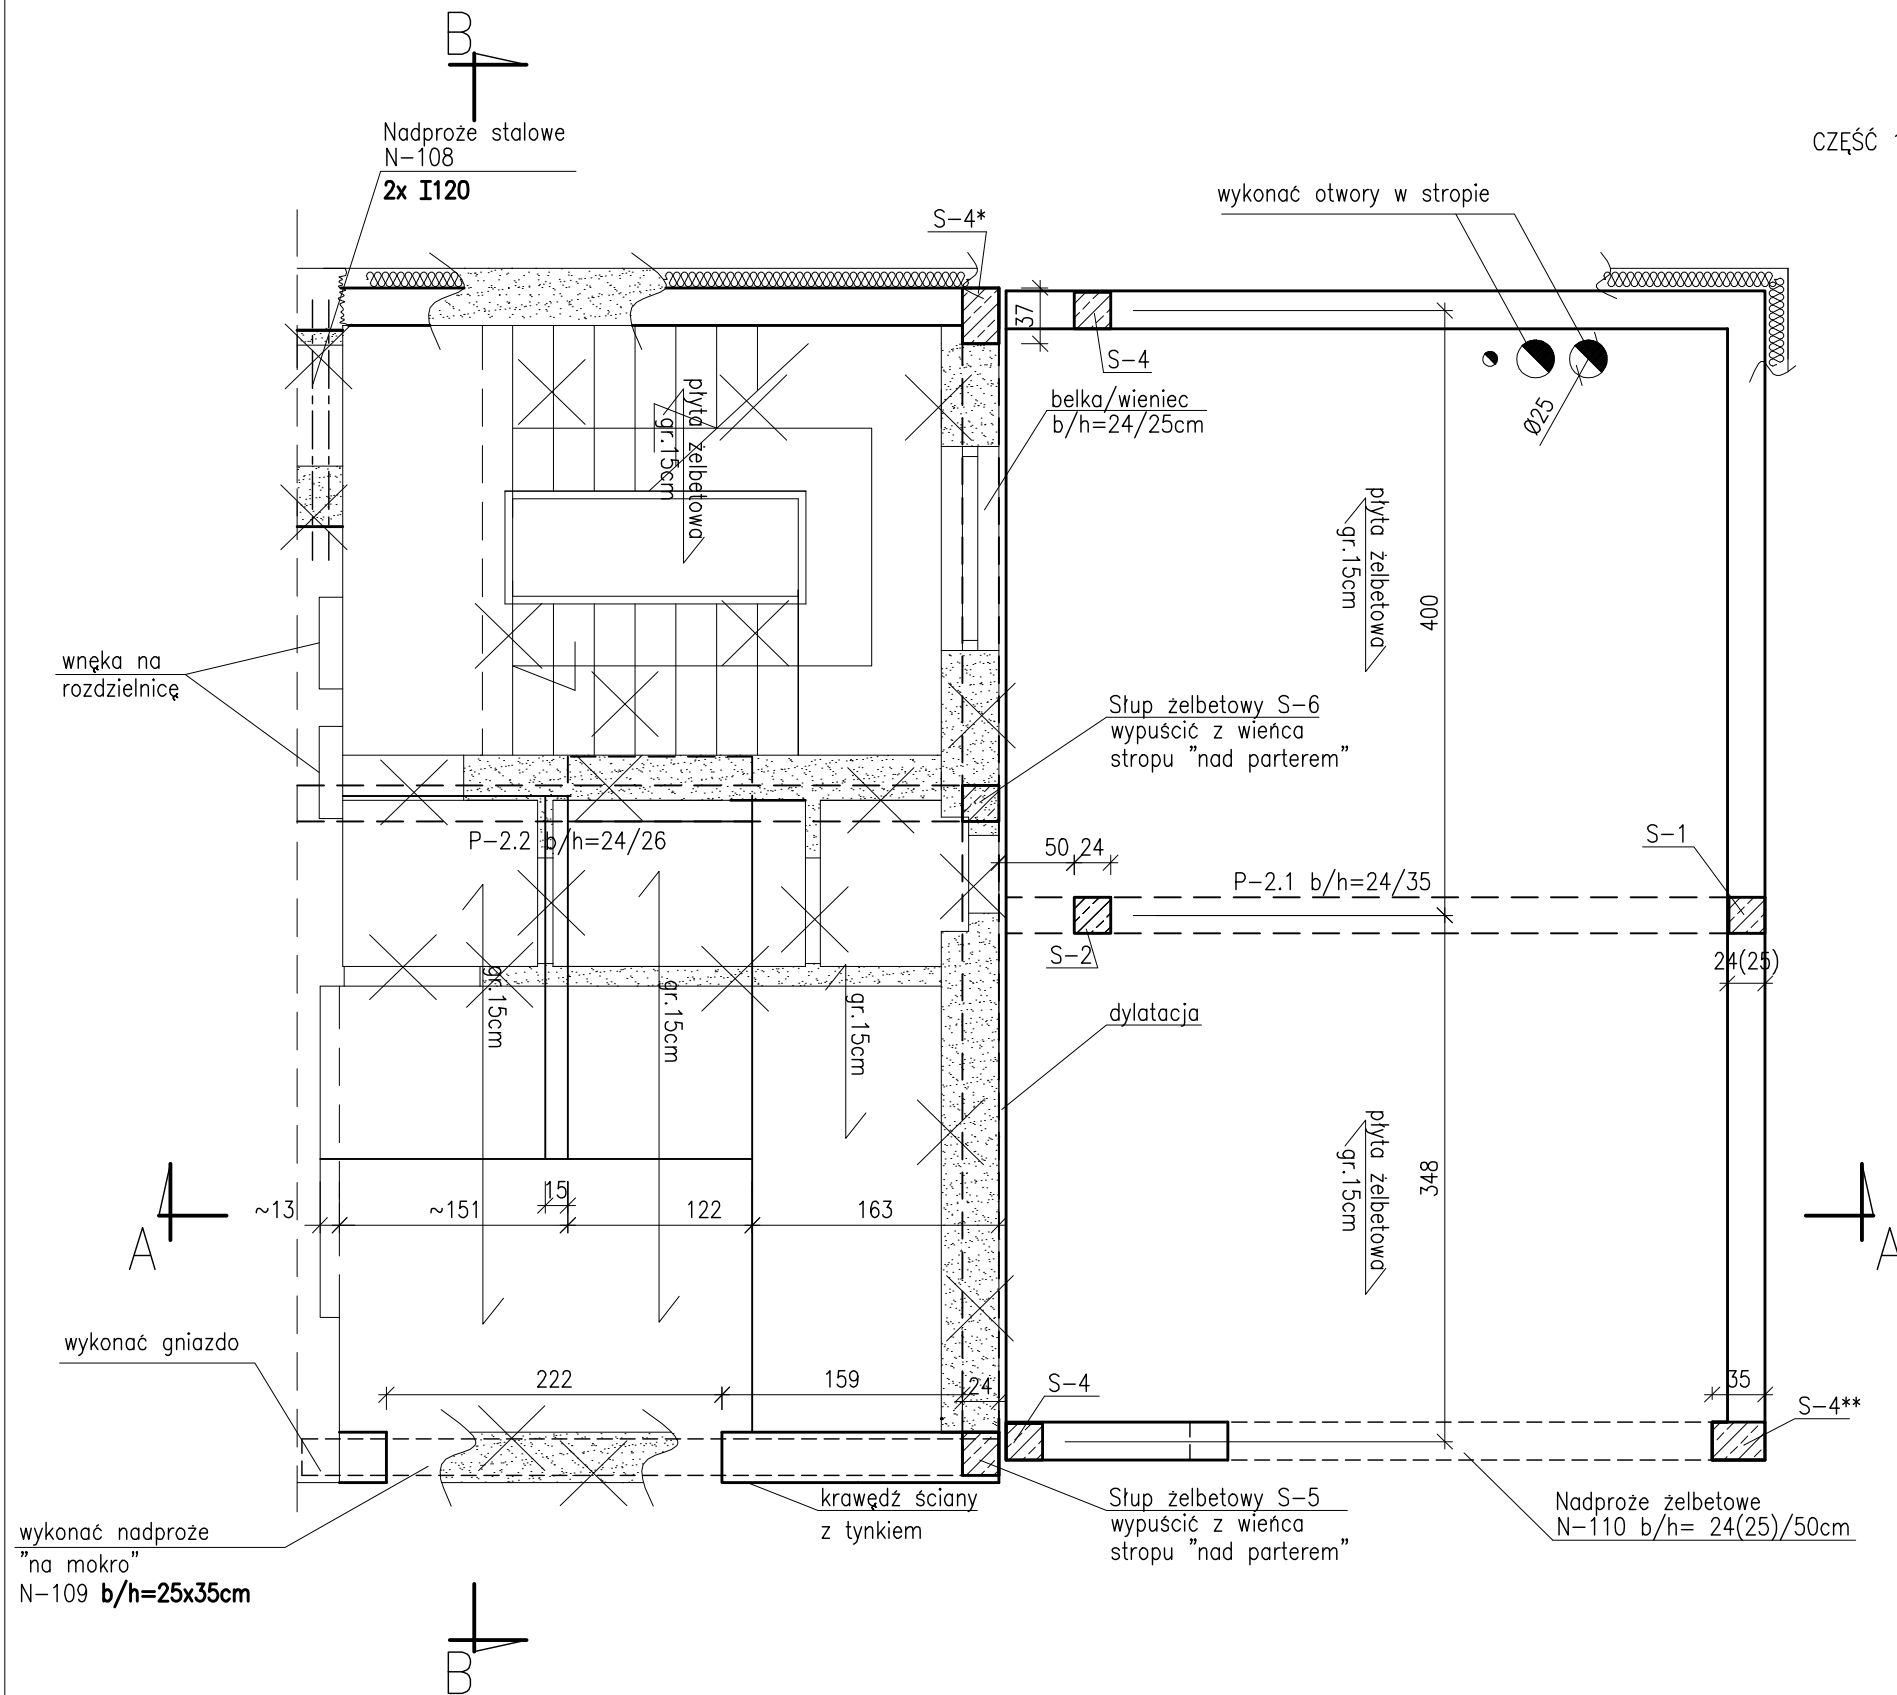 B
Nadproże stalowe
N-108
2x I120
CZĘŚĆ
wykonać otwory w stropie
S-4*
37
S-4
belka/wieniec
b/h=24/25cm
Ø25
płyta żelbetowa
gr.15cm
płyta żelbetowa
gr.15cm
400
wnęka na
rozdzielnicę
Słup żelbetowy S-6
wypuścić z wieńca
stropu "nad parterem"
P-2.2 b/h=24/26
50 24
S-1
P-2.1 b/h=24/35
S-2
24(25)
gr.15cm
gr.15cm
gr.15cm
dylatacja
płyta żelbetowa
gr.15cm
348
A
~13
~151
15
122
163
A
wykonać gniazdo
222
159
24
S-4
35
S-4**
krawędź ściany
z tynkiem
Słup żelbetowy S-5
wypuścić z wieńca
stropu "nad parterem"
Nadproże żelbetowe
N-110 b/h= 24(25)/50cm
wykonać nadproże
"na mokro"
N-109 b/h=25x35cm
B